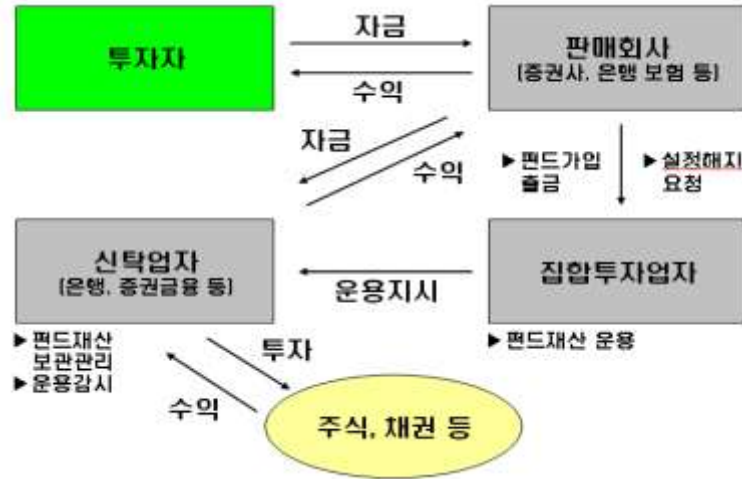 자금
투자자
판매회사
(증권사, 은행 보험 등)
수익
자금
수익
▶ 펀드가입
출금
▶ 설정해지
요청
신탁업자
(은행, 증권금융 등)
운용지시
집합투자업자
▶ 펀드재산
보관관리
▶ 운용감시
투자
▶ 펀드재산 운용
수익
주식, 채권 등